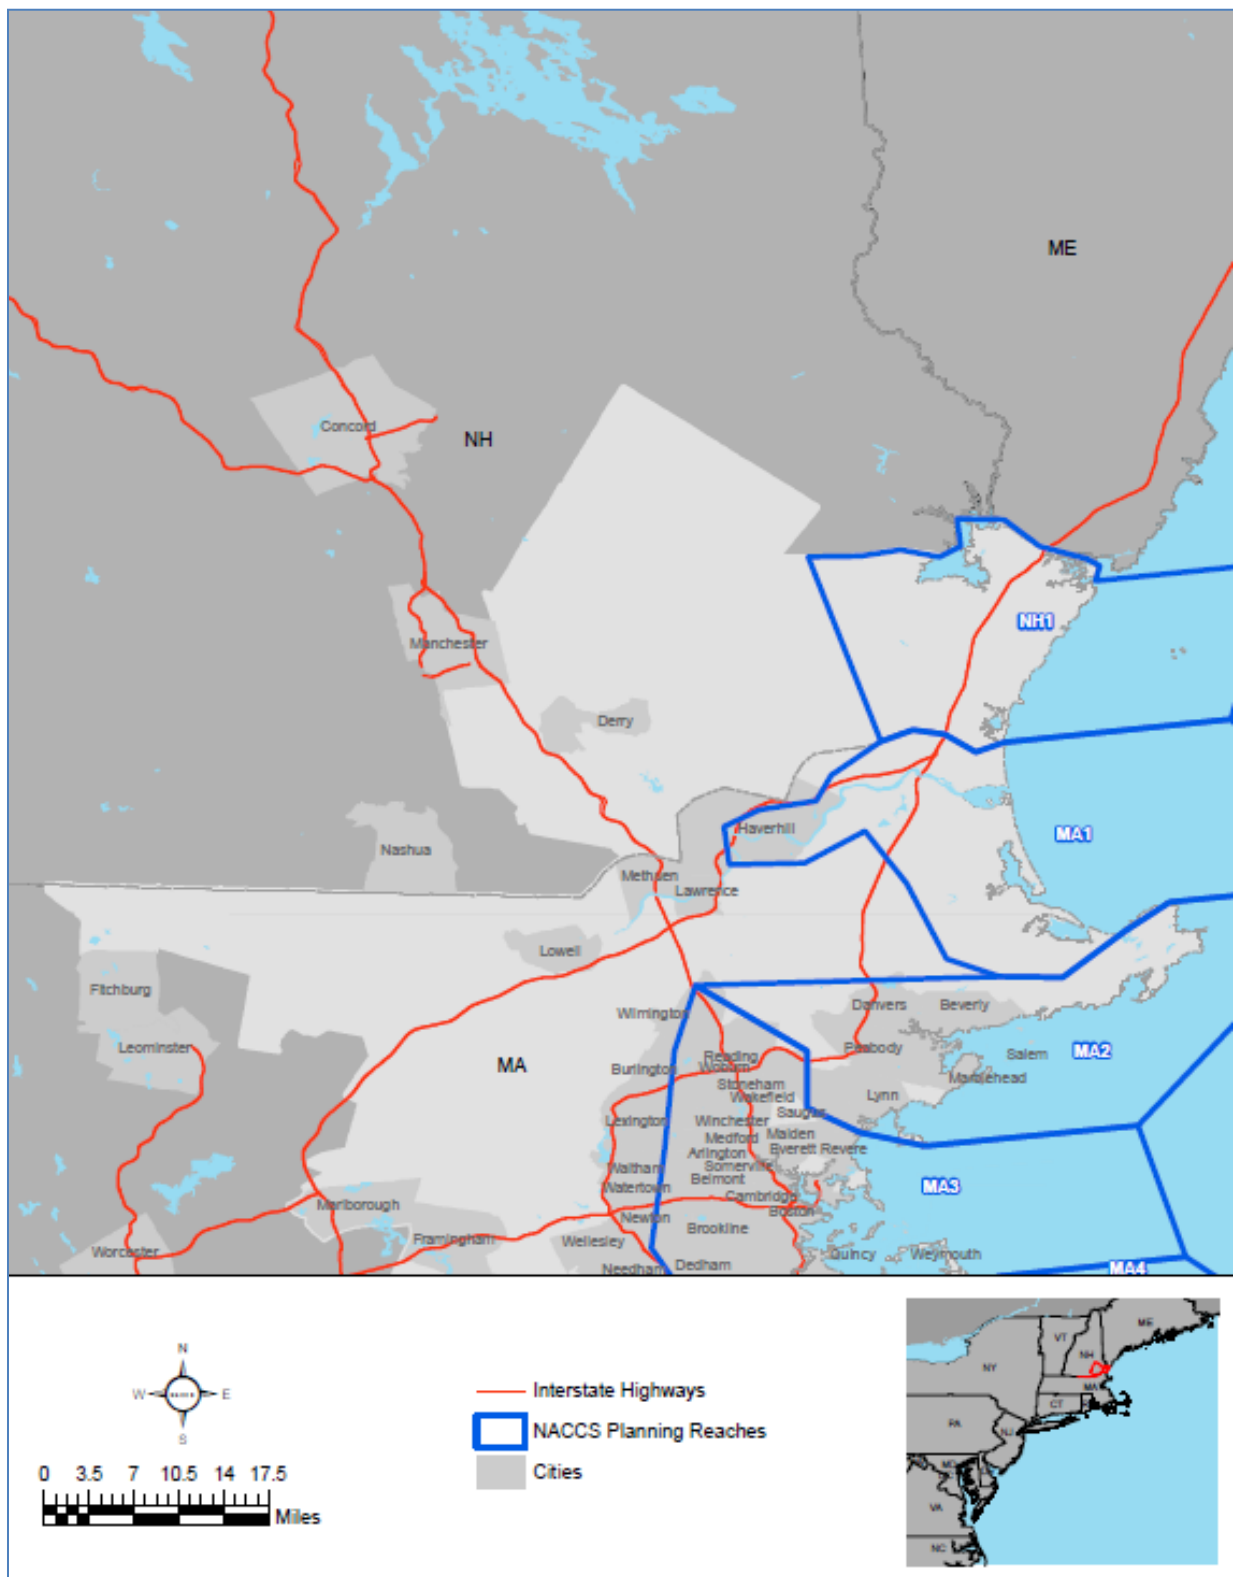 ME
Concord
NH
NH1
Manchester
Derry
MA1
Haverhill
Nashua
Methuen
Lawrence
Lowell
Fitchburg
Danvers
Beverly
Wilmington
Leominster
Peabody
Salem
MA2
MA
Reading
Burlington
Woburn
Marblehead
Stoneham
Wakefield
Lynn
Saugus
Lexington
Winchester
Malden
Medford
Everett Revere
Arlington
Somerville
Waltham
Belmont
MA3
Watertown
Cambridge
Marlborough
Boston
Newton
Brookline
Framingham
Wellesley
Worcester
Quincy
Weymouth
Needham
Dedham
MA4
N
W
E
S
Interstate Highways
NACCS Planning Reaches
Cities
0 3.5 7 10.5 14 17.5
Miles
ME
VT
NH
NY
MA
CT
PA
NJ
MD
VA
NC